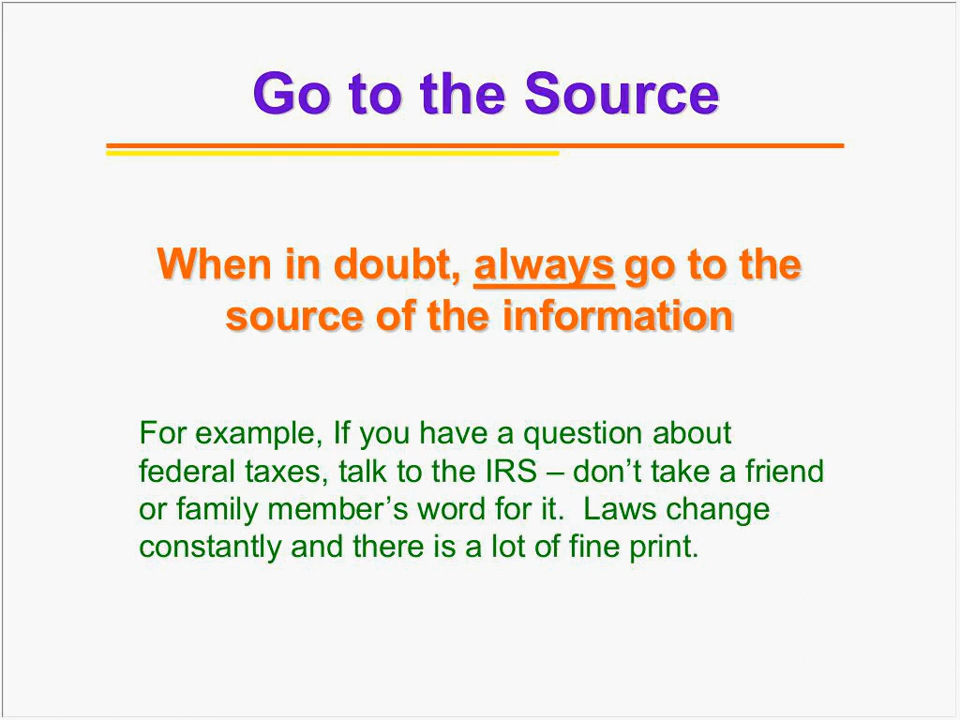 Go to the Source
When in doubt, always go to the
source of the information
For example, If you have a question about
federal taxes, talk to the IRS – don’t take a friend
or family member’s word for it.  Laws change
constantly and there is a lot of fine print.